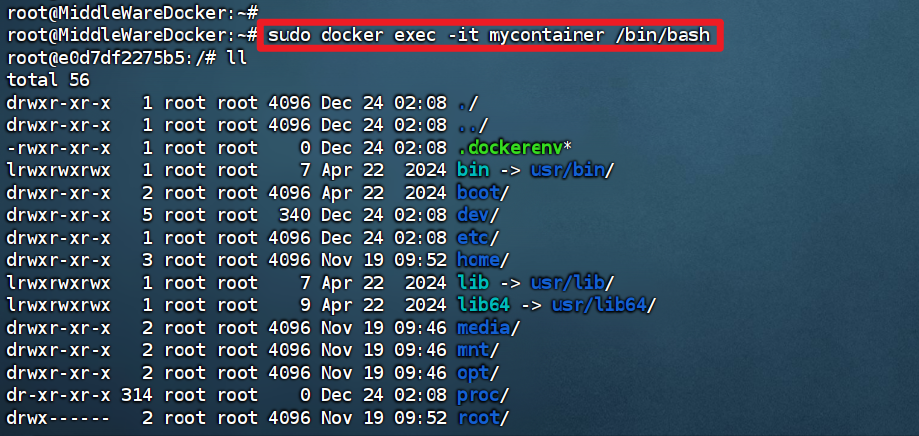 root@MiddleWareDocker:~#
root@MiddleWareDocker:~# sudo docker exec -it mycontainer /bin/bash
root@e0d7df2275b5:/# ll
total 56
drwxr-xr-x   1 root root 4096 Dec 24 02:08 ./
drwxr-xr-x   1 root root 4096 Dec 24 02:08 ../
-rwxr-xr-x   1 root root    0 Dec 24 02:08 .dockerenv*
lrwxrwxrwx   1 root root    7 Apr 22  2024 bin -> usr/bin/
drwxr-xr-x   2 root root 4096 Apr 22  2024 boot/
drwxr-xr-x   5 root root  340 Dec 24 02:08 dev/
drwxr-xr-x   1 root root 4096 Dec 24 02:08 etc/
drwxr-xr-x   3 root root 4096 Nov 19 09:52 home/
lrwxrwxrwx   1 root root    7 Apr 22  2024 lib -> usr/lib/
lrwxrwxrwx   1 root root    9 Apr 22  2024 lib64 -> usr/lib64/
drwxr-xr-x   2 root root 4096 Nov 19 09:46 media/
drwxr-xr-x   2 root root 4096 Nov 19 09:46 mnt/
drwxr-xr-x   2 root root 4096 Nov 19 09:46 opt/
dr-xr-xr-x 314 root root    0 Dec 24 02:08 proc/
drwx------   2 root root 4096 Nov 19 09:52 root/